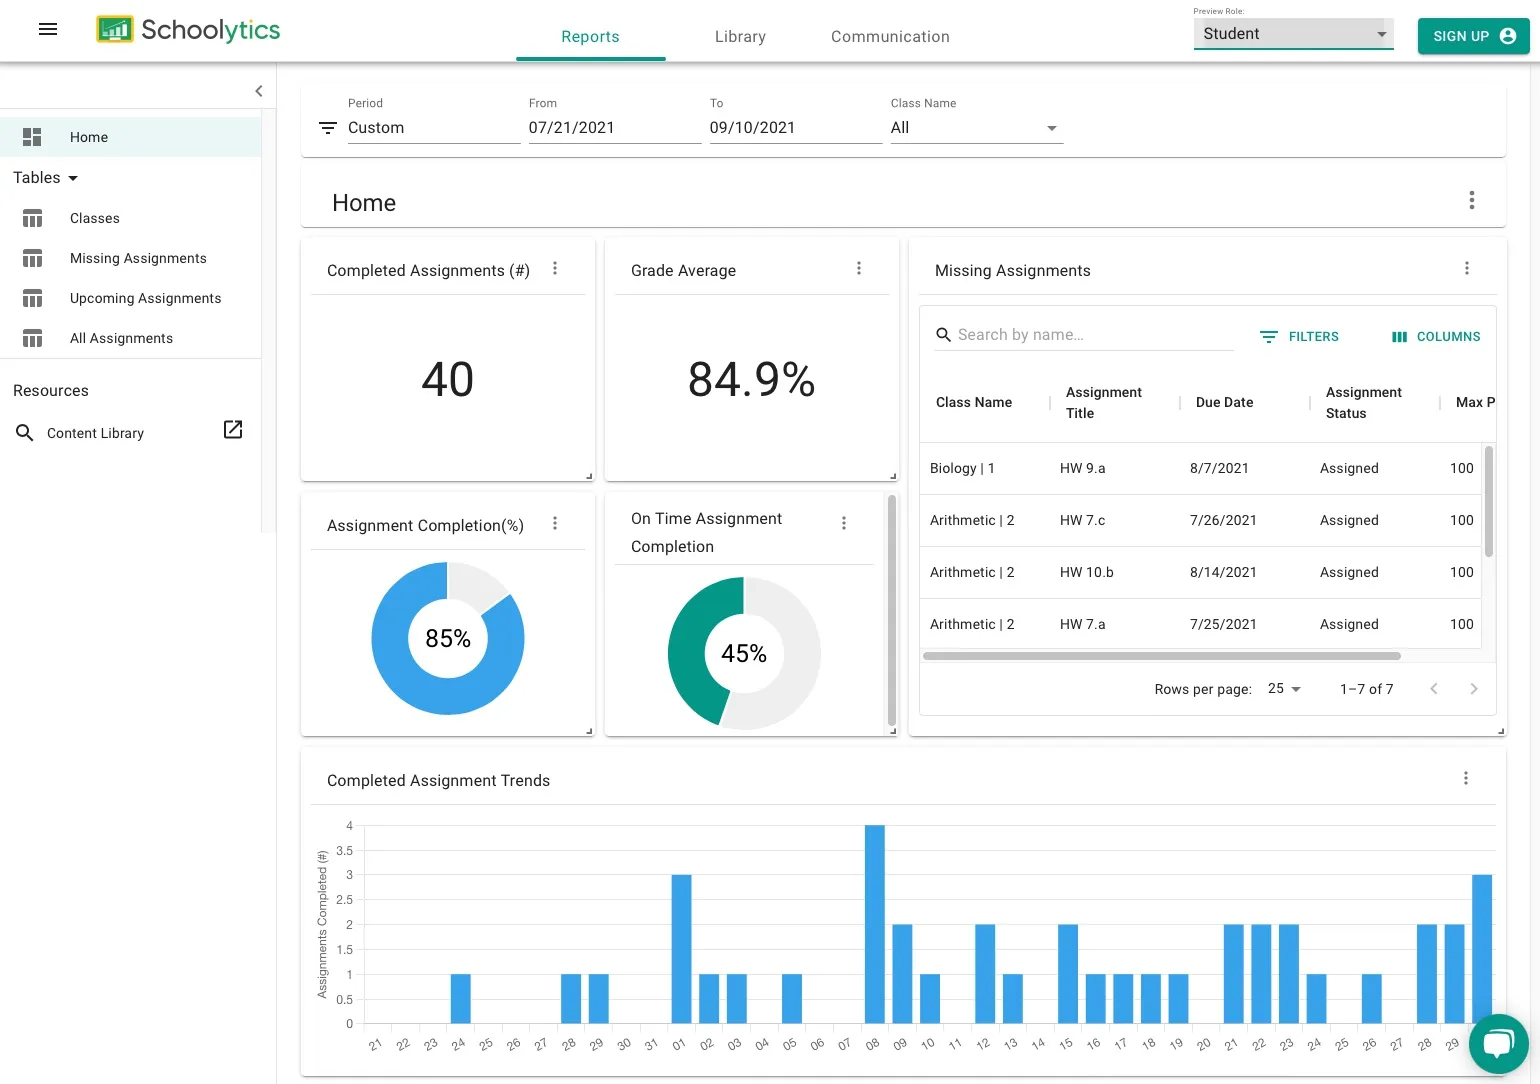 Schoolytics
Reports
Library
Communication
Preview Role:
Student
SIGN UP
Home
Tables
Classes
Missing Assignments
Upcoming Assignments
All Assignments
Resources
Content Library
Period
Custom
From
07/21/2021
To
09/10/2021
Class Name
All
Home
Completed Assignments (#)
40
Grade Average
84.9%
Missing Assignments
Search by name...
FILTERS
COLUMNS
Class Name Assignment Title Due Date Assignment Status Max P
Biology | 1 HW 9.a 8/7/2021 Assigned 100
Arithmetic | 2 HW 7.c 7/26/2021 Assigned 100
Arithmetic | 2 HW 10.b 8/14/2021 Assigned 100
Arithmetic | 2 HW 7.a 7/25/2021 Assigned 100
Rows per page: 25 1–7 of 7
Assignment Completion(%)
85%
On Time Assignment
Completion
45%
Completed Assignment Trends
Assignments Completed (#)
4
3.5
3
2.5
2
1.5
1
0.5
0
21 22 23 24 25 26 27 28 29 30 31 01 02 03 04 05 06 07 08 09 10 11 12 13 14 15 16 17 18 19 20 21 22 23 24 25 26 27 28 29